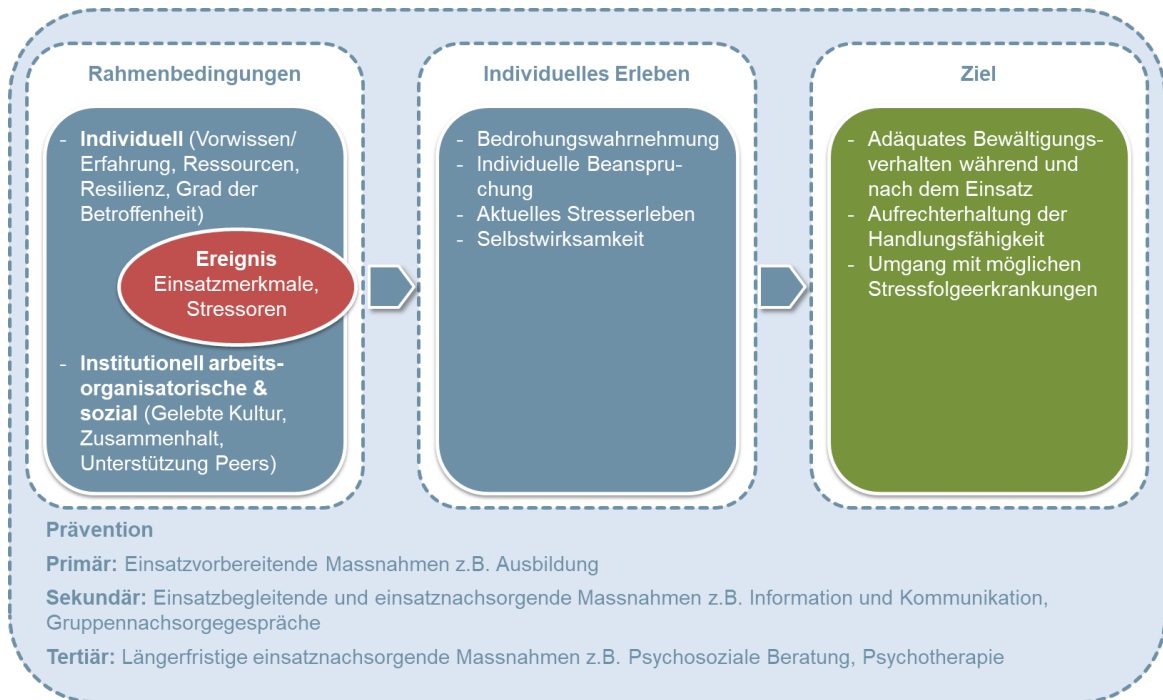 Rahmenbedingungen
- Individuell (Vorwissen/
Erfahrung, Ressourcen,
Resilienz, Grad der
Betroffenheit)
Ereignis
Einsatzmerkmale,
Stressoren
- Institutionell arbeits-
organisatorische &
sozial (Gelebte Kultur,
Zusammenhalt,
Unterstützung Peers)
Individuelles Erleben
- Bedrohungswahrnehmung
- Individuelle Beanspru-
chung
- Aktuelles Stresserleben
- Selbstwirksamkeit
Ziel
- Adäquates Bewältigungs-
verhalten während und
nach dem Einsatz
- Aufrechterhaltung der
Handlungsfähigkeit
- Umgang mit möglichen
Stressfolgeerkrankungen
Prävention
Primär: Einsatzvorbereitende Massnahmen z.B. Ausbildung
Sekundär: Einsatzbegleitende und einsatznachsorgende Massnahmen z.B. Information und Kommunikation,
Gruppennachsorgegespräche
Tertiär: Längerfristige einsatznachsorgende Massnahmen z.B. Psychosoziale Beratung, Psychotherapie